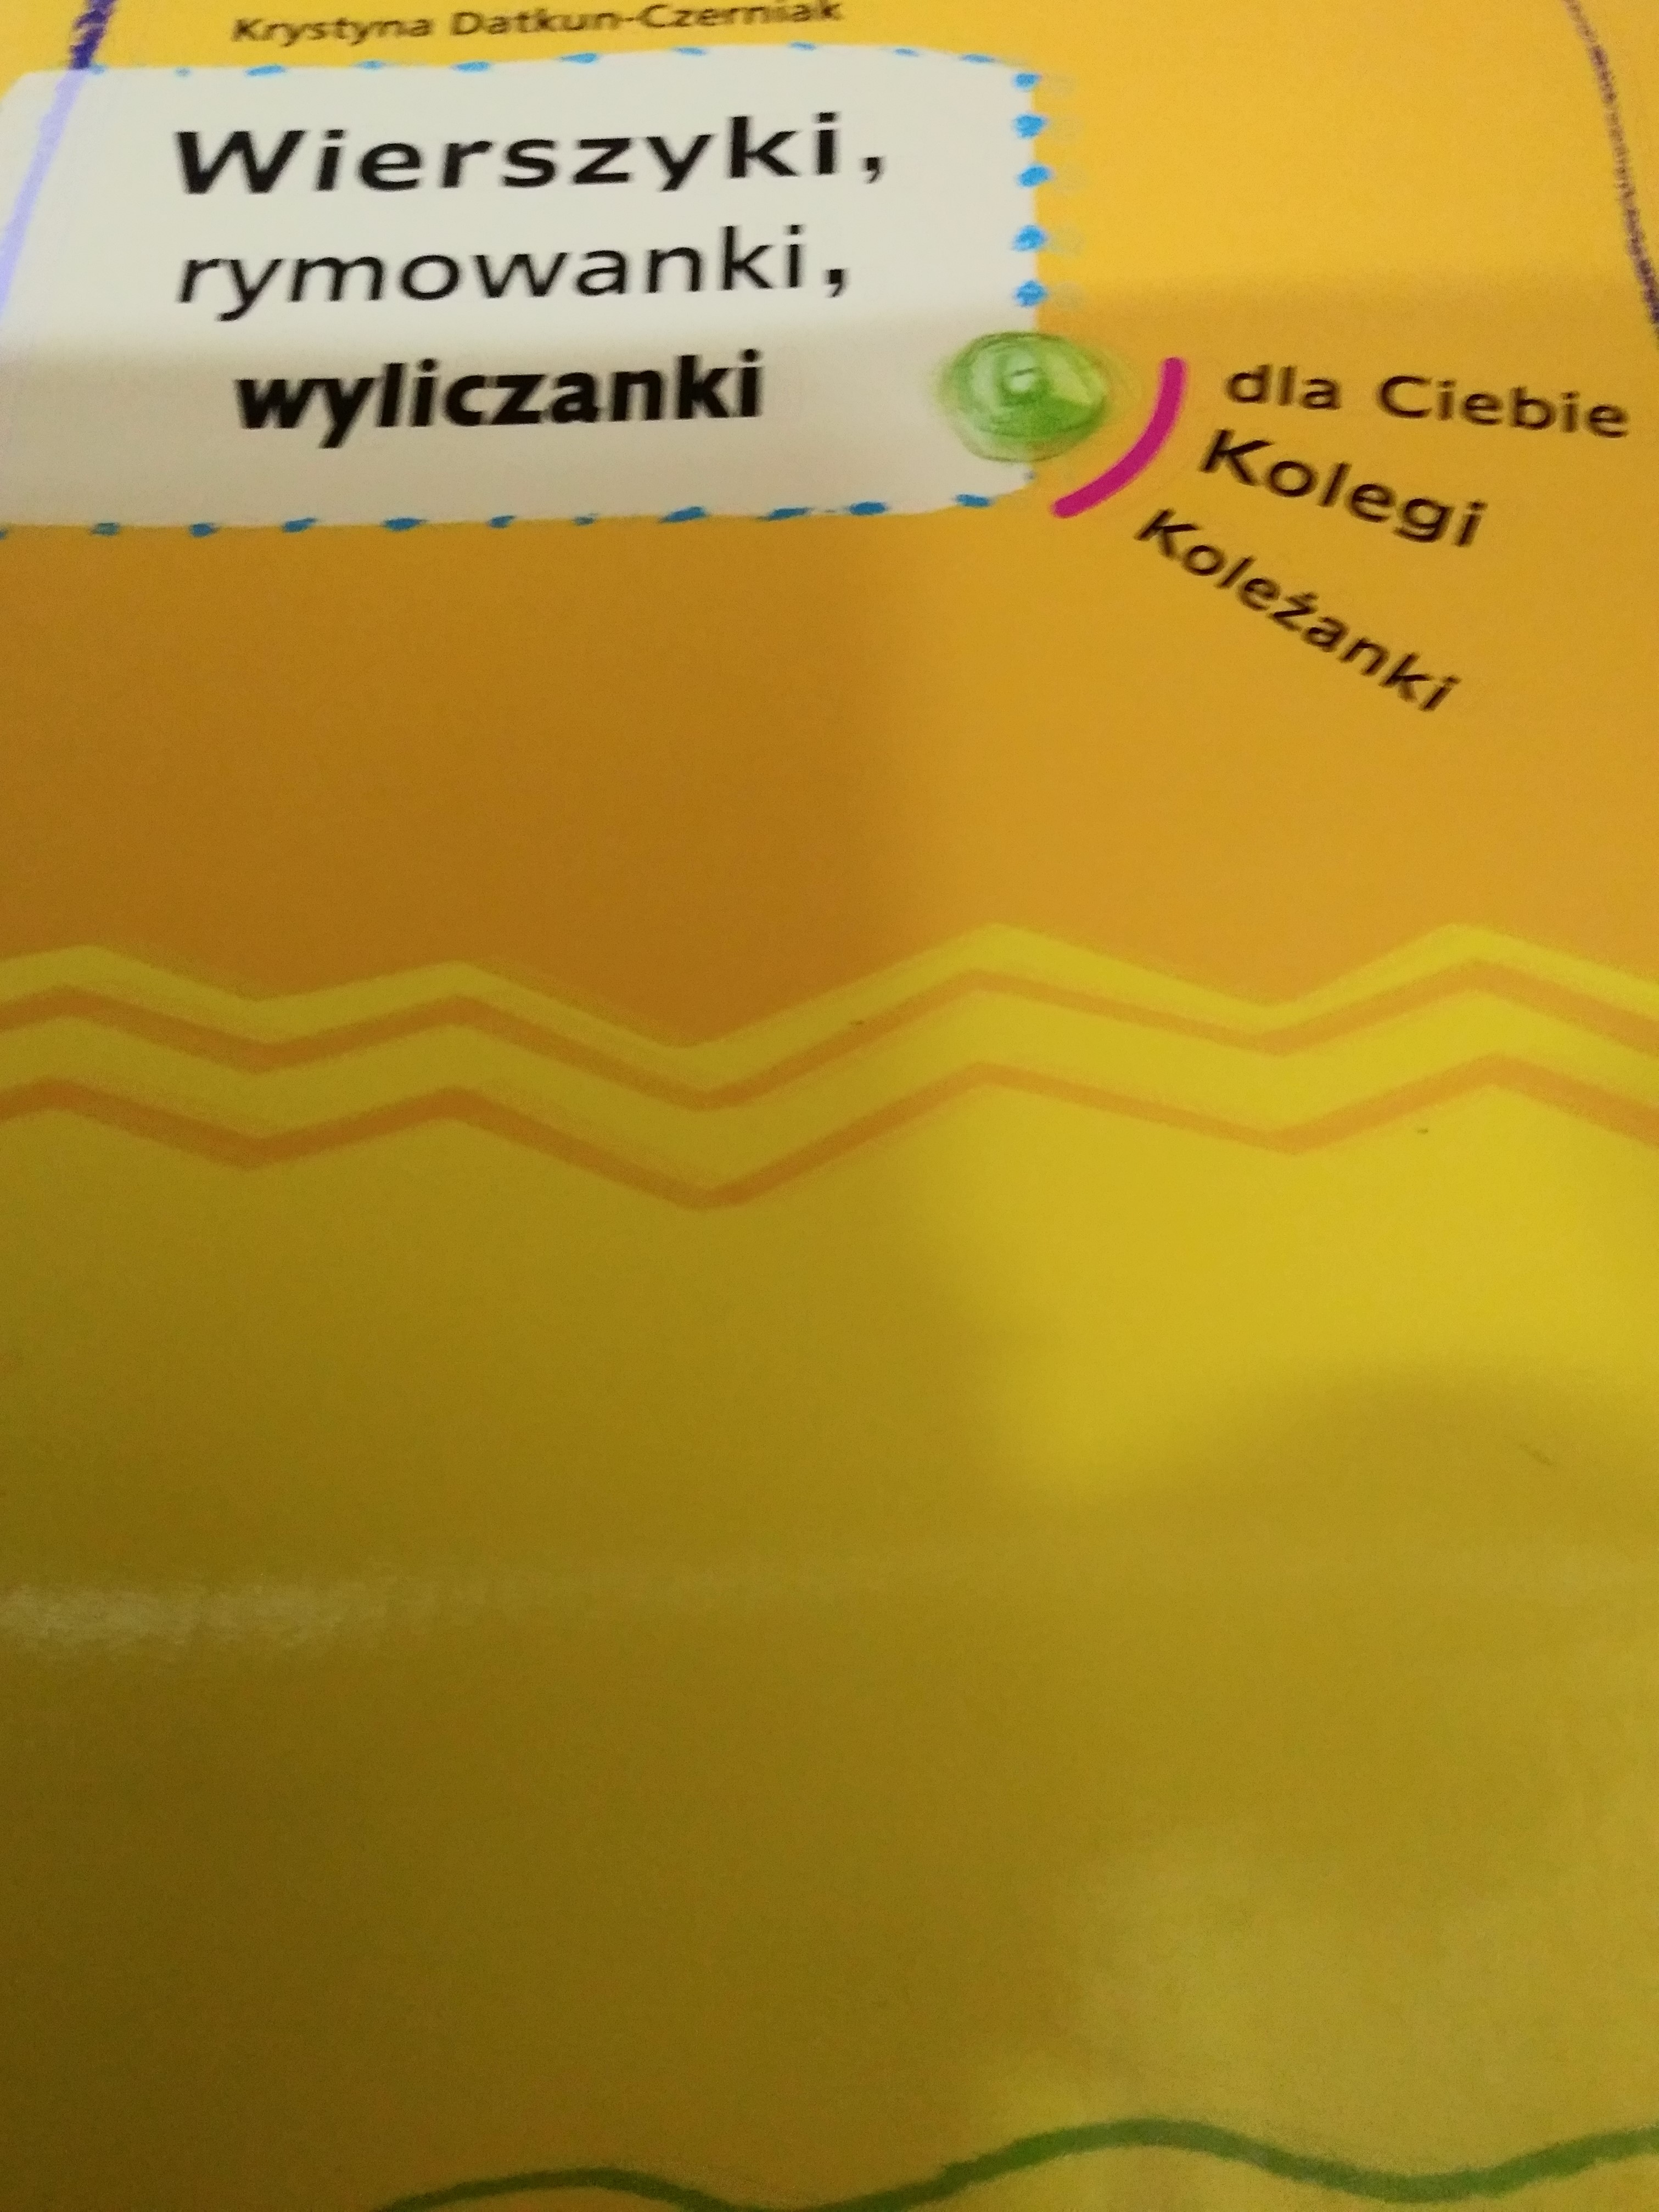 Krystyna Datkun-Czerniak
Wierszyki,
rymowanki,
wyliczanki
dla Ciebie
Kolegi
Koleżanki